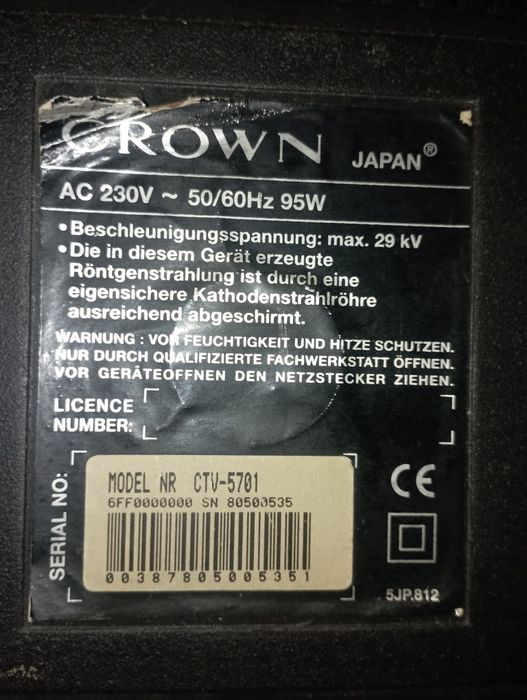 CROWN JAPAN®
AC 230V ~ 50/60Hz 95W
•Beschleunigungsspannung: max. 29 kV
•Die in diesem Gerät erzeugte
Röntgenstrahlung ist durch eine
eigensichere Kathodenstrahlröhre
ausreichend abgeschirmt.
WARNUNG : VOR FEUCHTIGKEIT UND HITZE SCHUTZEN.
NUR DURCH QUALIFIZIERTE FACHWERKSTATT ÖFFNEN.
VOR GERÄTEÖFFNEN DEN NETZSTECKER ZIEHEN.
LICENCE
NUMBER:
SERIAL NO:
MODEL NR CTV-5701
6FF0000000 SN 80500535
00387805005351
CE
5JP.812